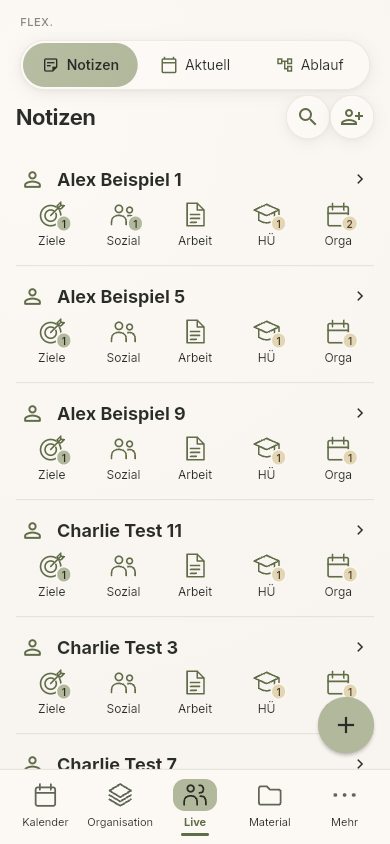 FLEX.
Notizen Aktuell Ablauf
Notizen
Alex Beispiel 1
1 1 1 2
Ziele Sozial Arbeit HÜ Orga
Alex Beispiel 5
1 1 1
Ziele Sozial Arbeit HÜ Orga
Alex Beispiel 9
1 1 1
Ziele Sozial Arbeit HÜ Orga
Charlie Test 11
1 1 1
Ziele Sozial Arbeit HÜ Orga
Charlie Test 3
1 1 1
Ziele Sozial Arbeit HÜ
Charlie Test 7
Kalender Organisation Live Material Mehr